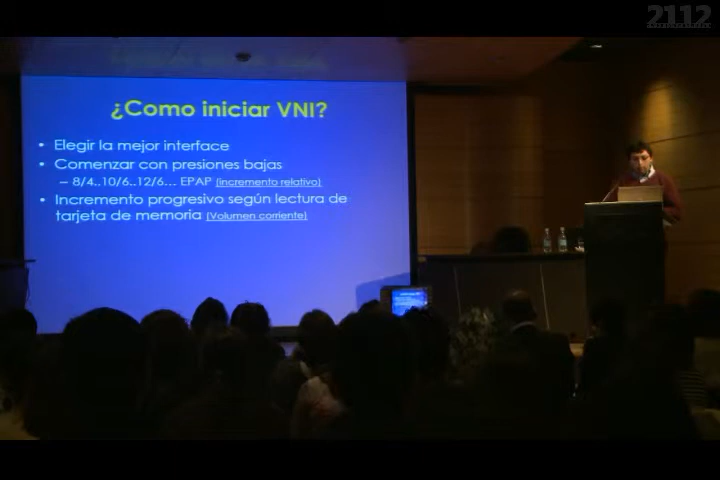 2112
¿Como iniciar VNI?
• Elegir la mejor interface
• Comenzar con presiones bajas
– 8/4..10/6..12/6... EPAP (incremento relativo)
• Incremento progresivo según lectura de
tarjeta de memoria (Volumen corriente)